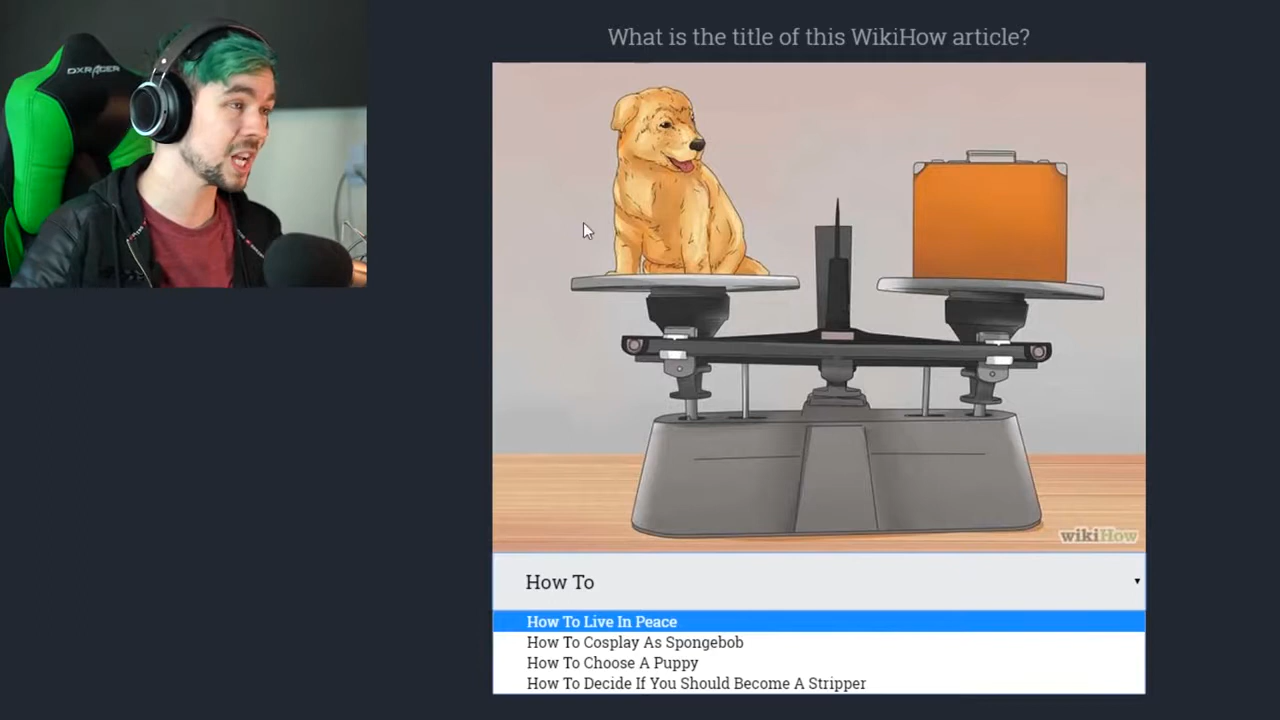 What is the title of this WikiHow article?
DXRACER
wikiHow
How To
How To Live In Peace
How To Cosplay As Spongebob
How To Choose A Puppy
How To Decide If You Should Become A Stripper